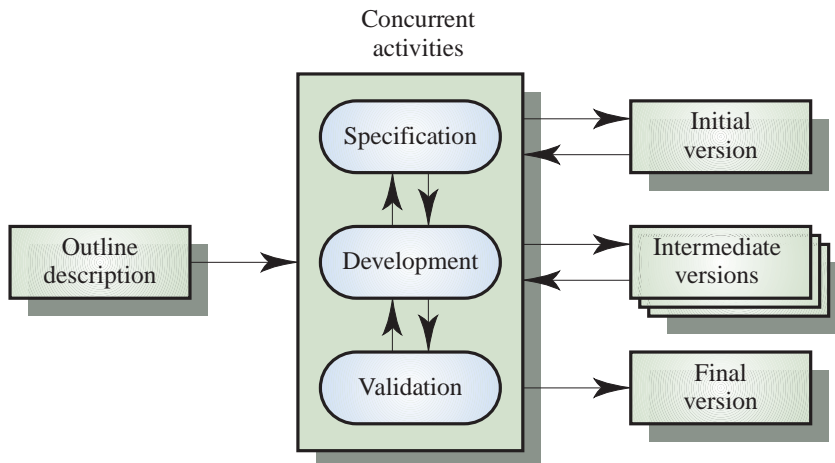 Concurrent
activities
Specification
Initial
version
Outline
description
Development
Intermediate
versions
Validation
Final
version